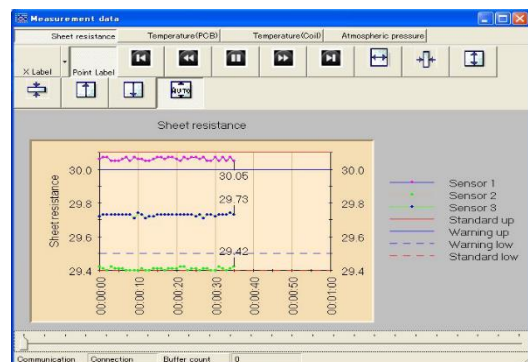 Measurement data
Sheet resistance Temperature(PCB) Temperature(Coil) Atmospheric pressure
X Label Point Label
AUTO
Sheet resistance
Sheet resistance
30.0 30.0
29.8 29.8
29.6 29.6
29.4 29.4
30.05
29.73
29.42
00:00:00 00:00:10 00:00:20 00:00:30 00:00:40 00:00:50 00:01:00
Sensor 1
Sensor 2
Sensor 3
Standard up
Warning up
Warning low
Standard low
Communication Connection Buffer count 0